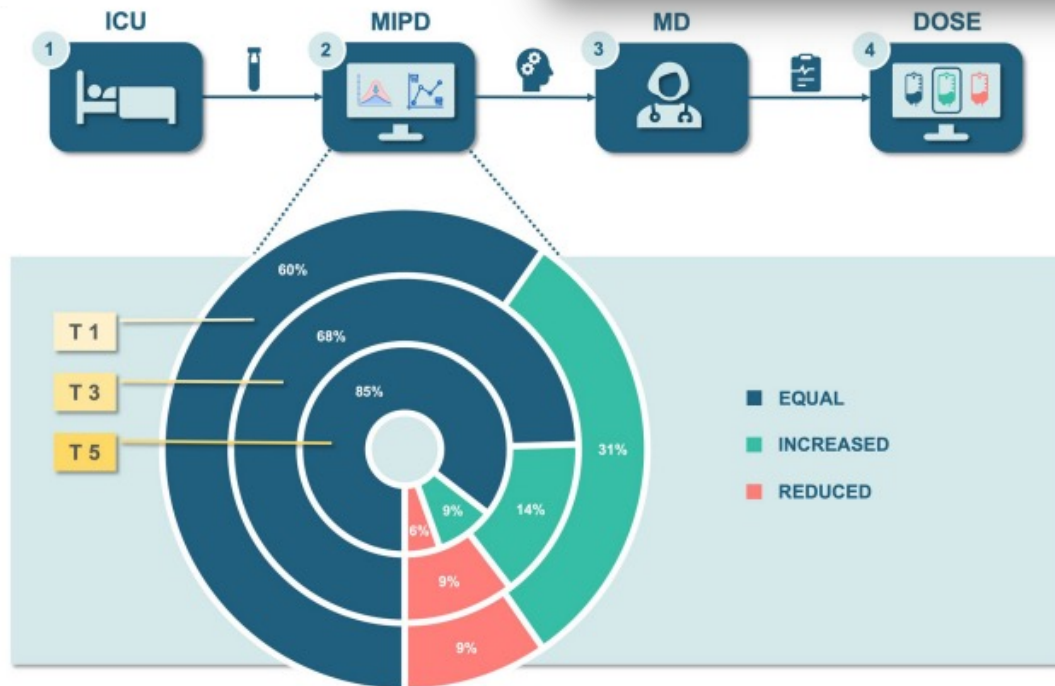 ICU
MIPD
MD
DOSE
1
2
3
4
60%
T 1
68%
T 3
85%
EQUAL
T 5
INCREASED
31%
REDUCED
9%
14%
6%
9%
9%